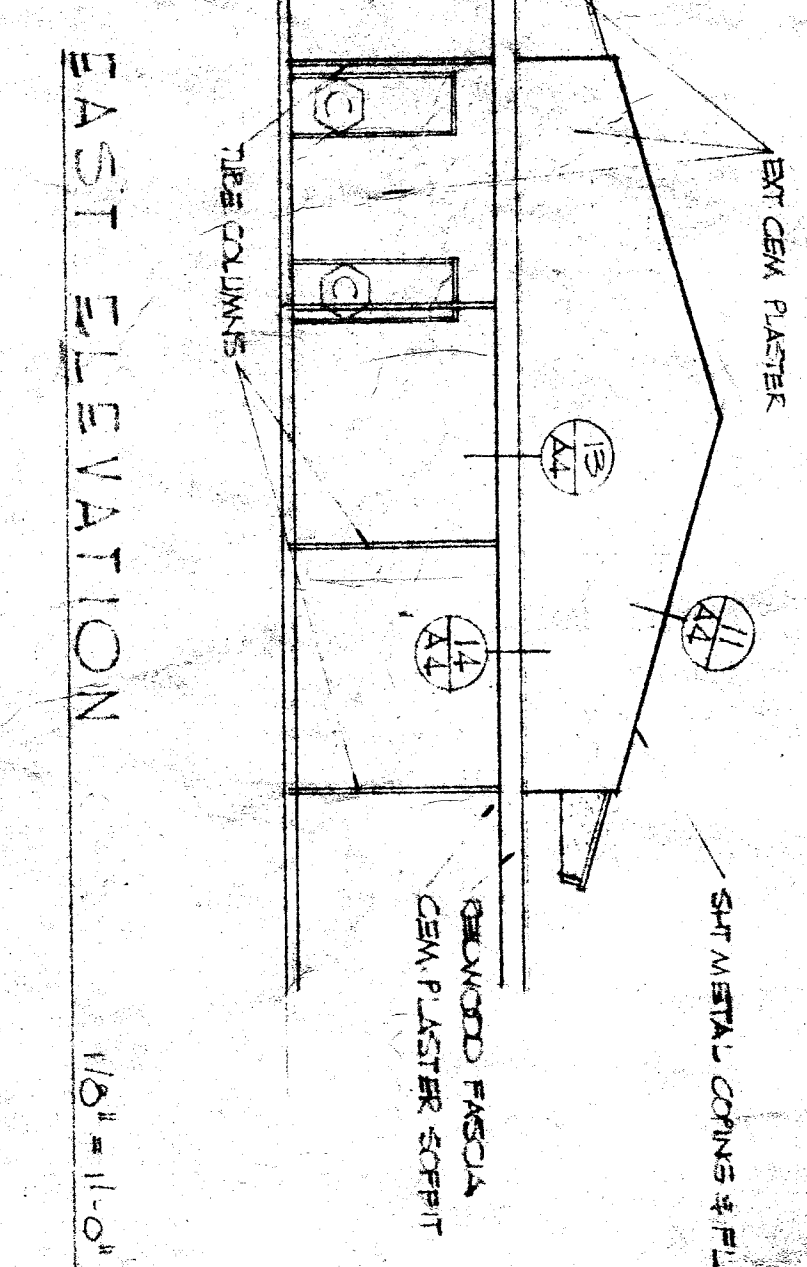 EXT CEM. PLASTER
SHT METAL COPING &
11
A4
13
A4
14
A4
REDWOOD FASCIA
CEM. PLASTER SOFFIT
C
C
TUBE COLUMNS
EAST ELEVATION
1/8" = 1'-0"